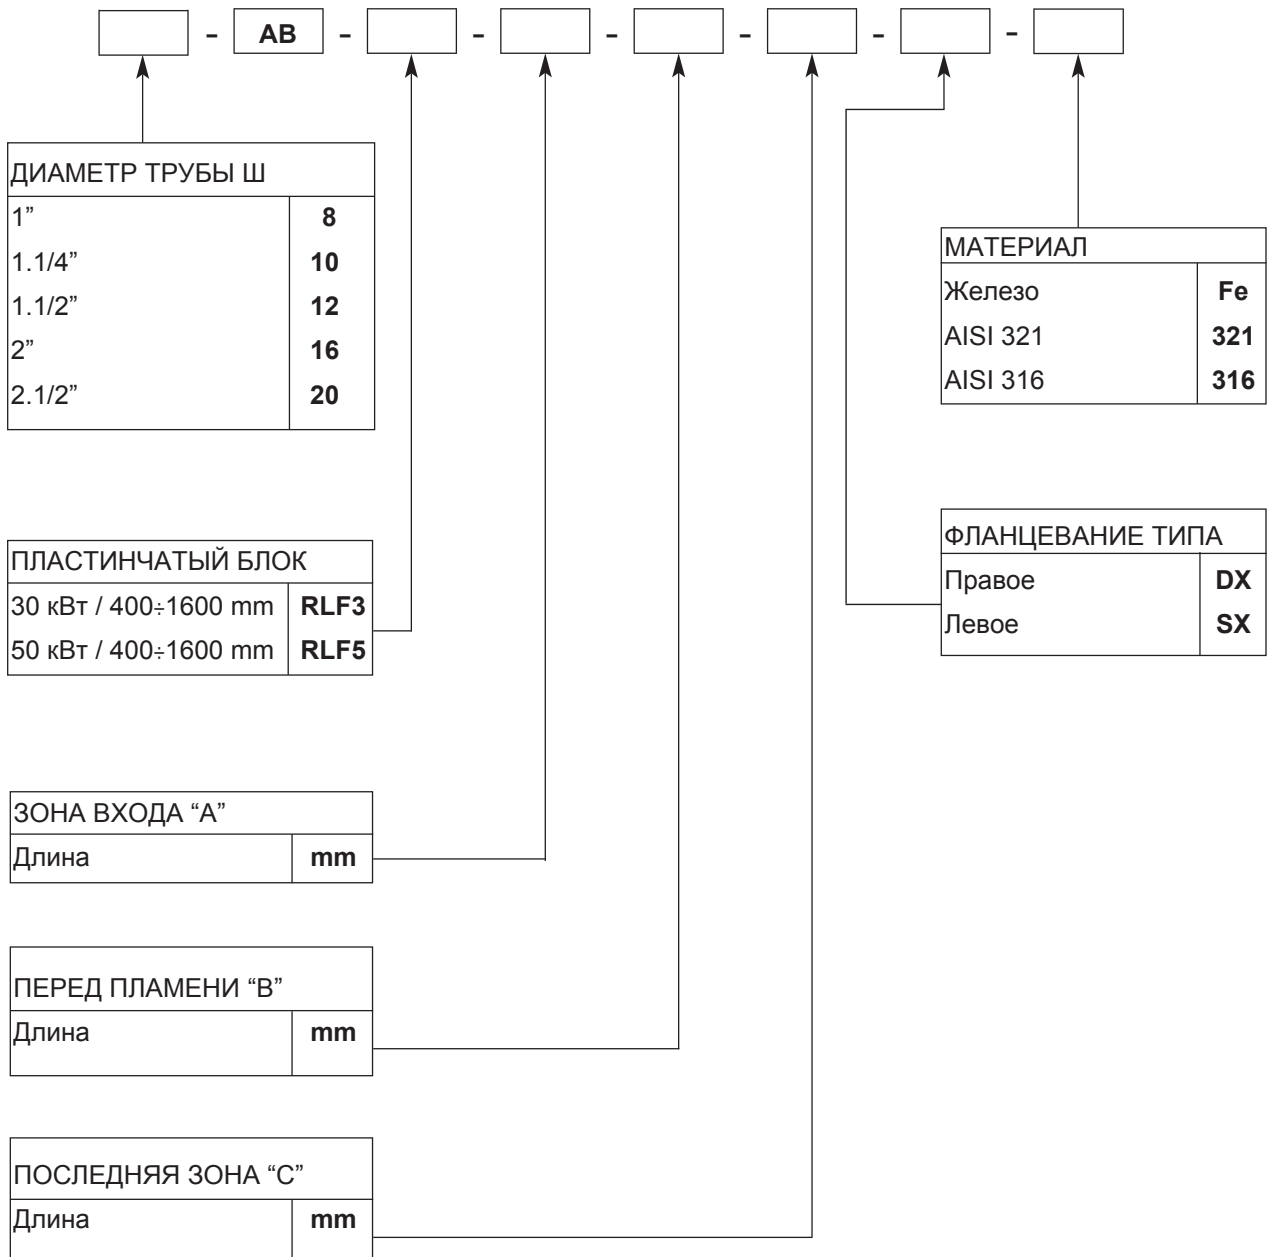 - AB - - - - - -
ДИАМЕТР ТРУБЫ Ш
1” 8
1.1/4” 10
1.1/2” 12
2” 16
2.1/2” 20
МАТЕРИАЛ
Железо Fe
AISI 321 321
AISI 316 316
ПЛАСТИНЧАТЫЙ БЛОК
30 кВт / 400÷1600 mm RLF3
50 кВт / 400÷1600 mm RLF5
ФЛАНЦЕВАНИЕ ТИПА
Правое DX
Левое SX
ЗОНА ВХОДА “A”
Длина mm
ПЕРЕД ПЛАМЕНИ “B”
Длина mm
ПОСЛЕДНЯЯ ЗОНА “C”
Длина mm